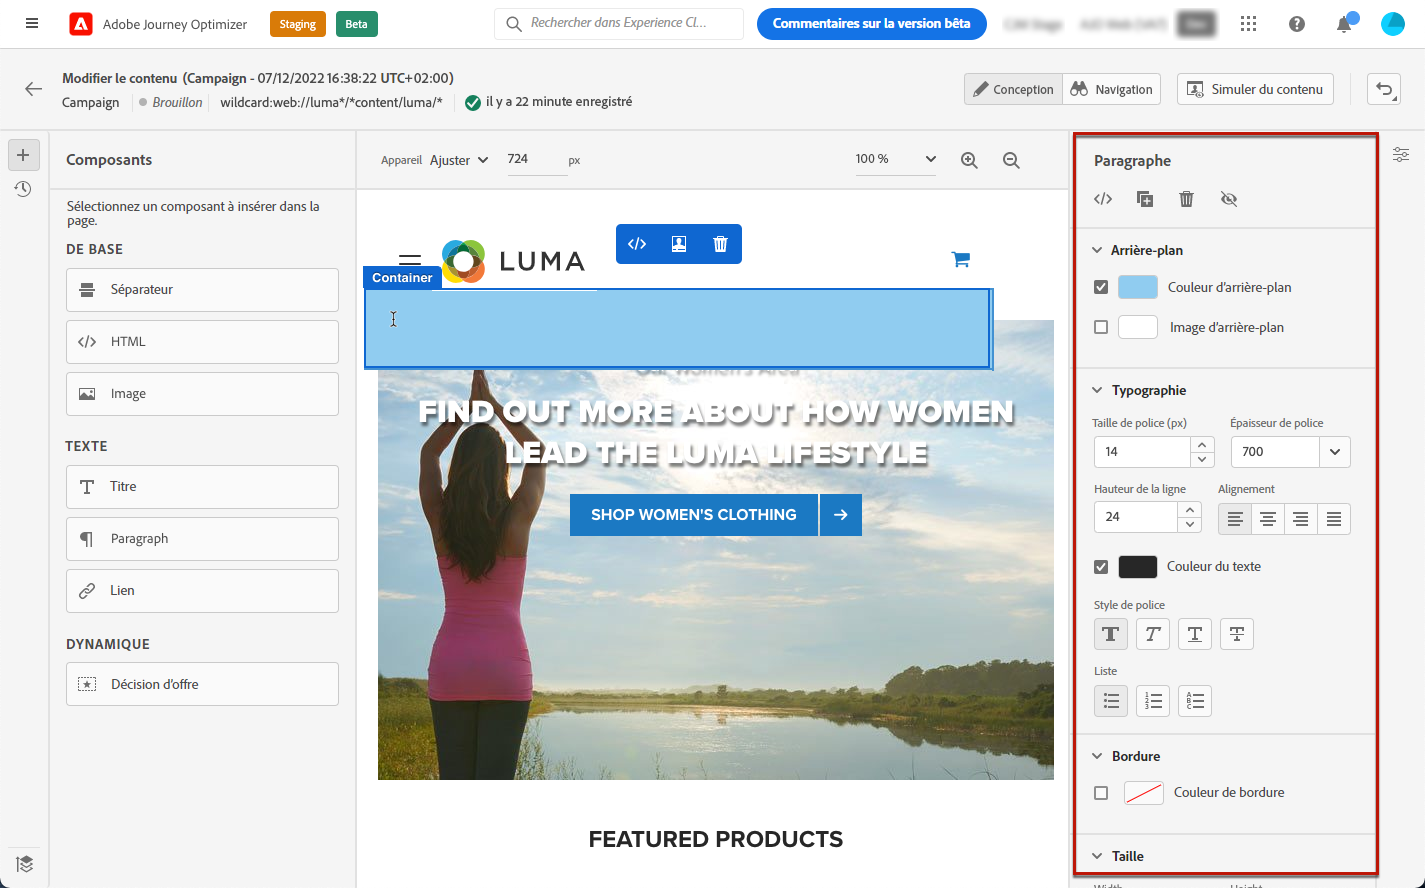 Adobe Journey Optimizer
Staging
Beta
Rechercher dans Experience Cl...
Commentaires sur la version bêta
Modifier le contenu (Campaign - 07/12/2022 16:38:22 UTC+02:00)
Campaign
Brouillon
wildcard:web://luma*/*content/luma/*
il y a 22 minute enregistré
Conception
Navigation
Simuler du contenu
Composants
Sélectionnez un composant à insérer dans la
page.
DE BASE
Séparateur
HTML
Image
TEXTE
Titre
Paragraph
Lien
DYNAMIQUE
Décision d'offre
Appareil
Ajuster
724
px
100 %
LUMA
Container
Our Women's Area
FIND OUT MORE ABOUT HOW WOMEN
LEAD THE LUMA LIFESTYLE
SHOP WOMEN'S CLOTHING
FEATURED PRODUCTS
Paragraphe
Arrière-plan
Couleur d'arrière-plan
Image d'arrière-plan
Typographie
Taille de police (px)
Épaisseur de police
14
700
Hauteur de la ligne
Alignement
24
Couleur du texte
Style de police
Liste
Bordure
Couleur de bordure
Taille
Width
Height